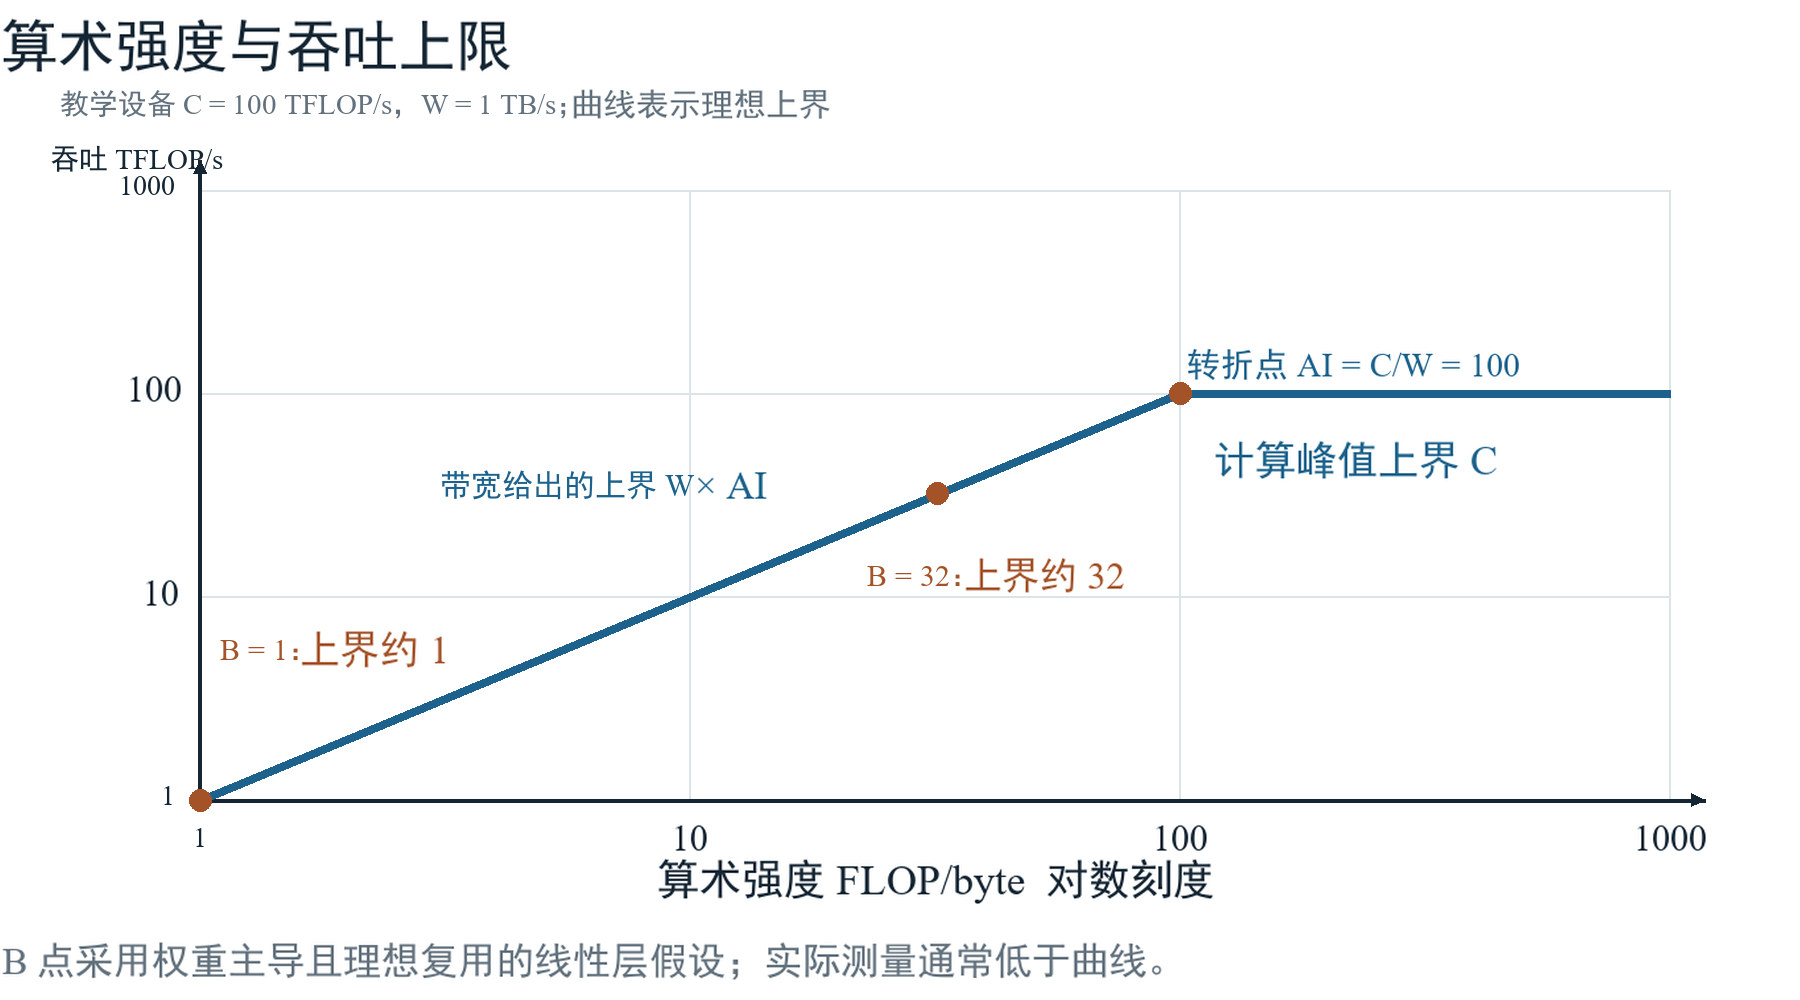 算术强度与吞吐上限
教学设备 C = 100 TFLOP/s，W = 1 TB/s;曲线表示理想上界
吞吐 TFLOP/s
1000
100
转折点 AI = C/W = 100
计算峰值上界 C
带宽给出的上界 W× AI
B = 32:上界约 32
10
B = 1:上界约 1
1
1 10 100 1000
算术强度 FLOP/byte 对数刻度
B 点采用权重主导且理想复用的线性层假设；实际测量通常低于曲线。